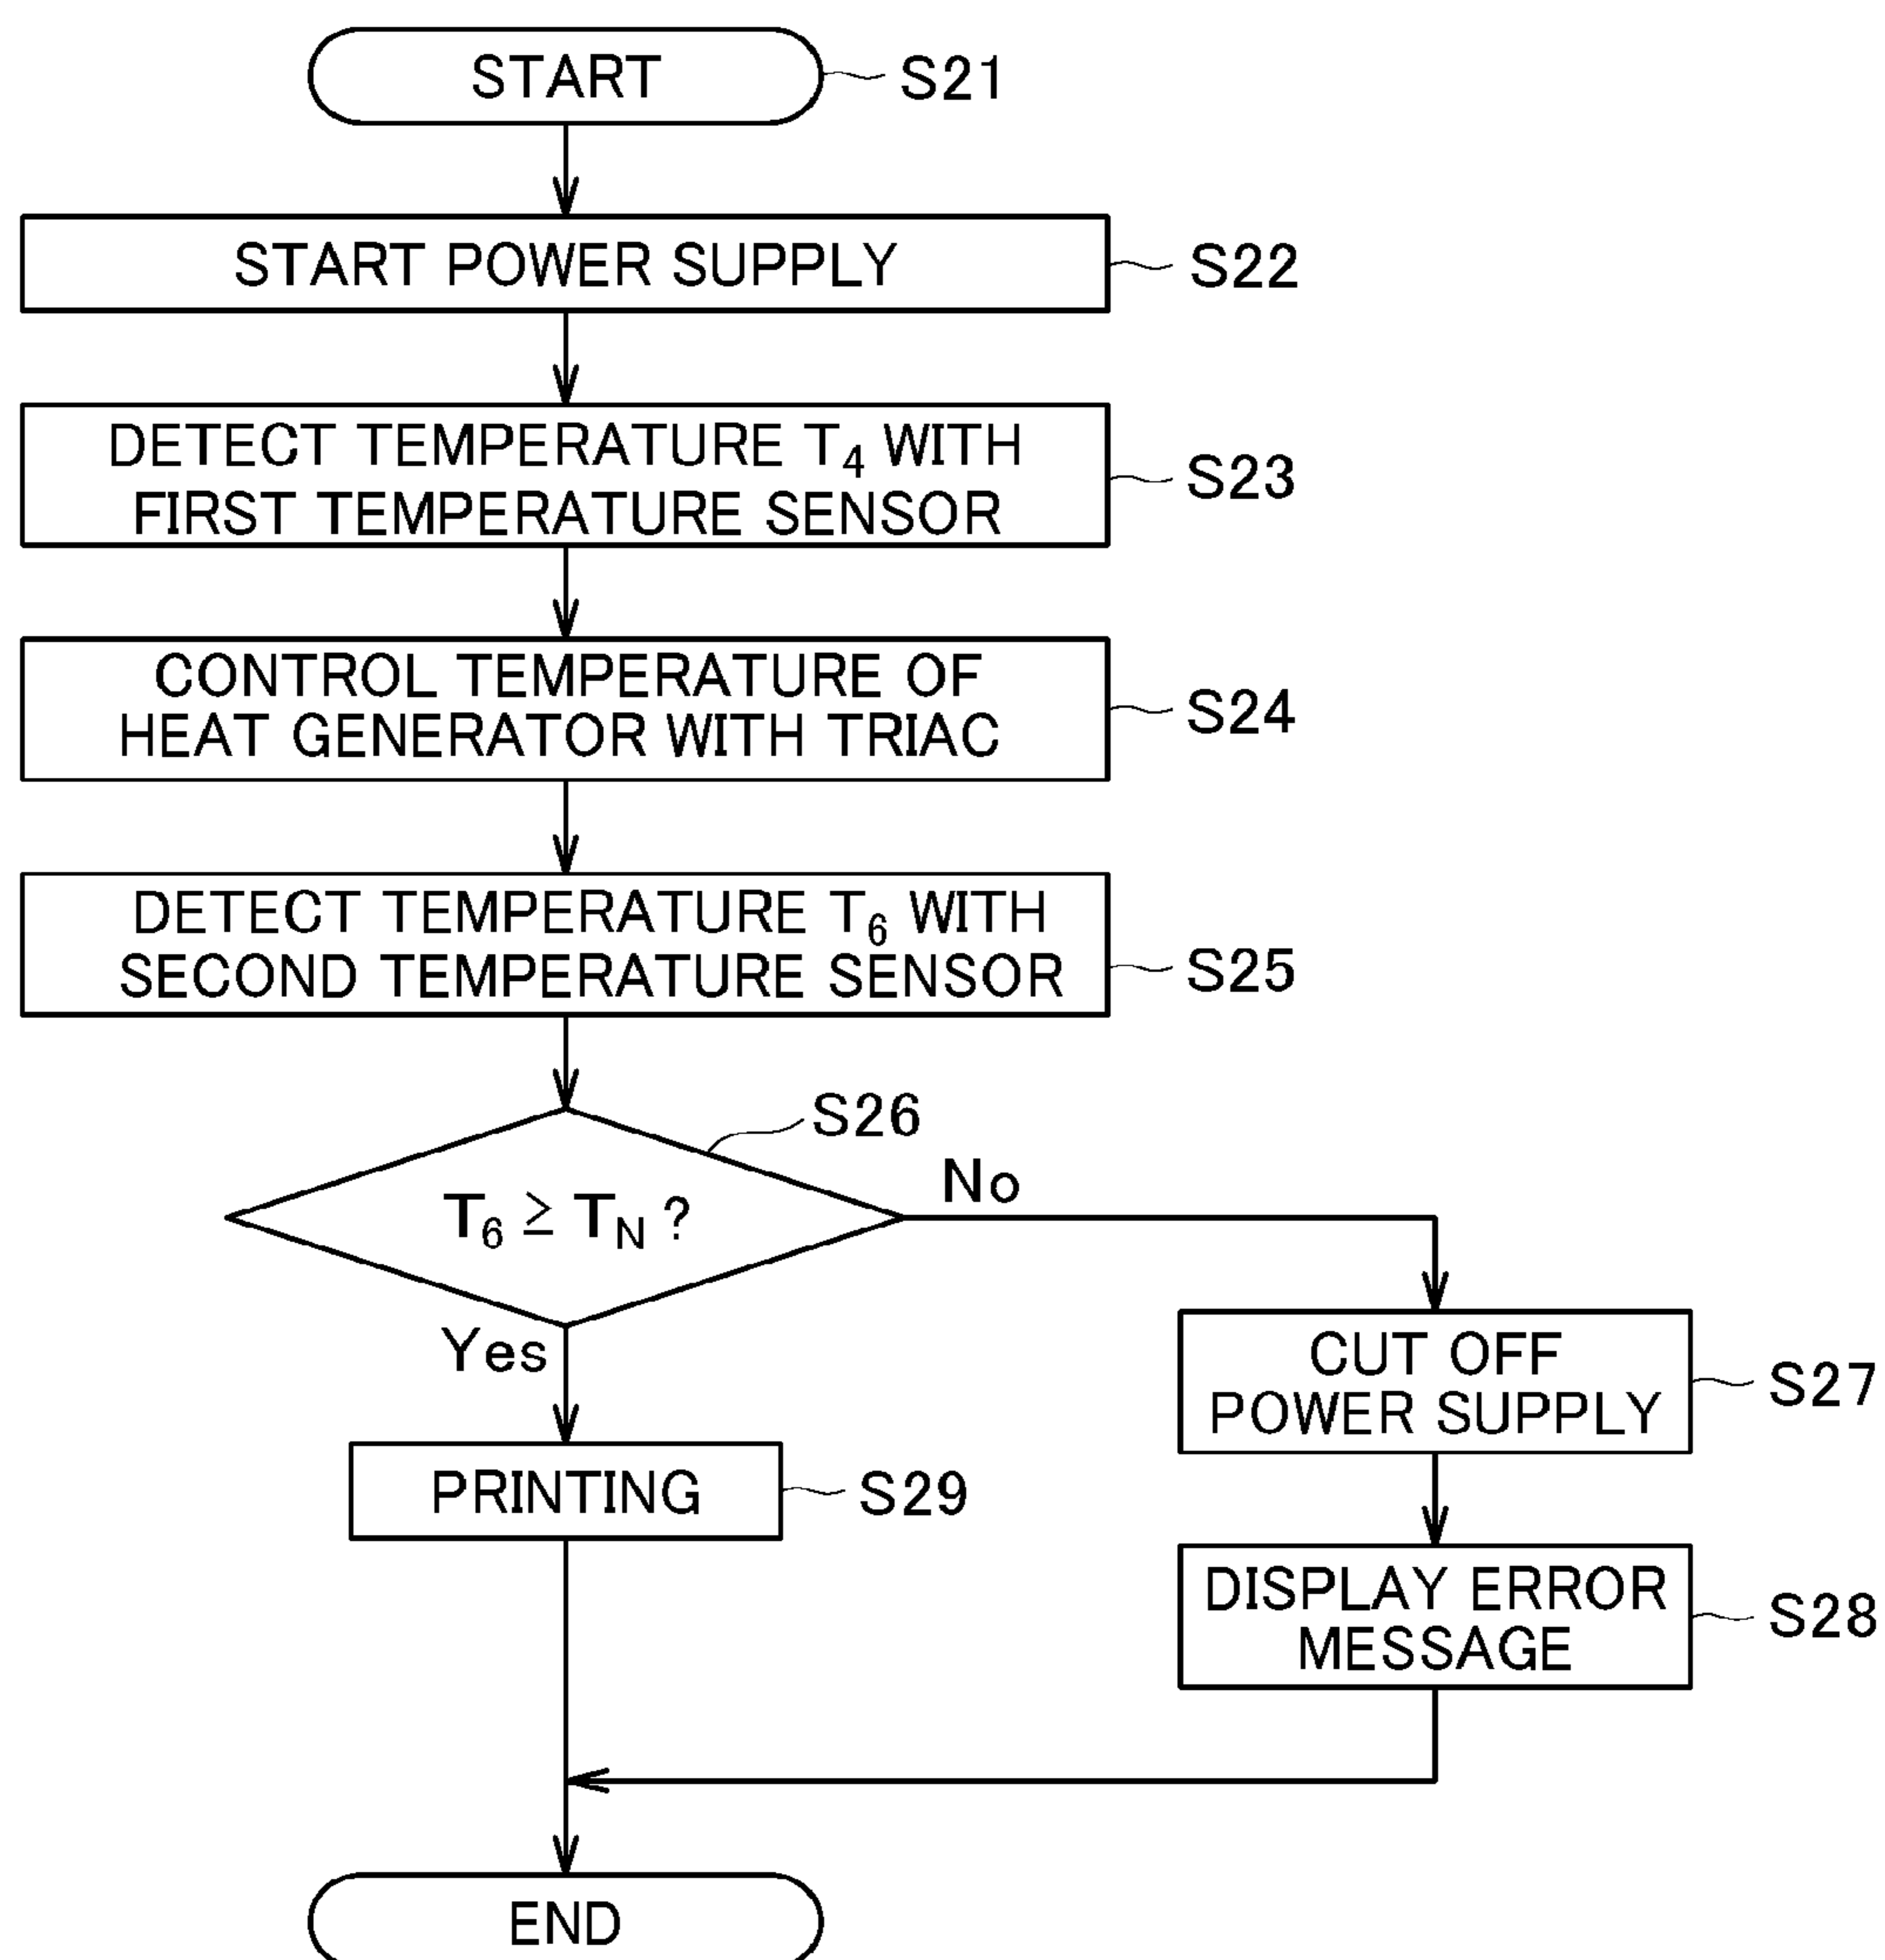 START
S21
START POWER SUPPLY
S22
DETECT TEMPERATURE T₄ WITH
FIRST TEMPERATURE SENSOR
S23
CONTROL TEMPERATURE OF
HEAT GENERATOR WITH TRIAC
S24
DETECT TEMPERATURE T₆ WITH
SECOND TEMPERATURE SENSOR
S25
S26
T₆ ≥ T_N ?
No
Yes
CUT OFF
POWER SUPPLY
S27
PRINTING
S29
DISPLAY ERROR
MESSAGE
S28
END